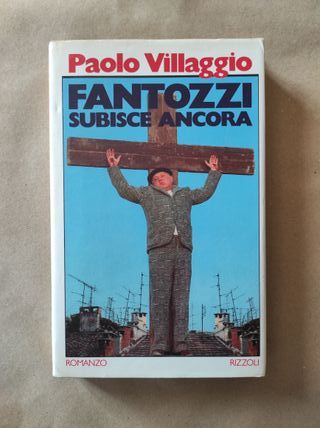 Paolo Villaggio
FANTOZZI
SUBISCE ANCORA
ROMANZO RIZZOLI